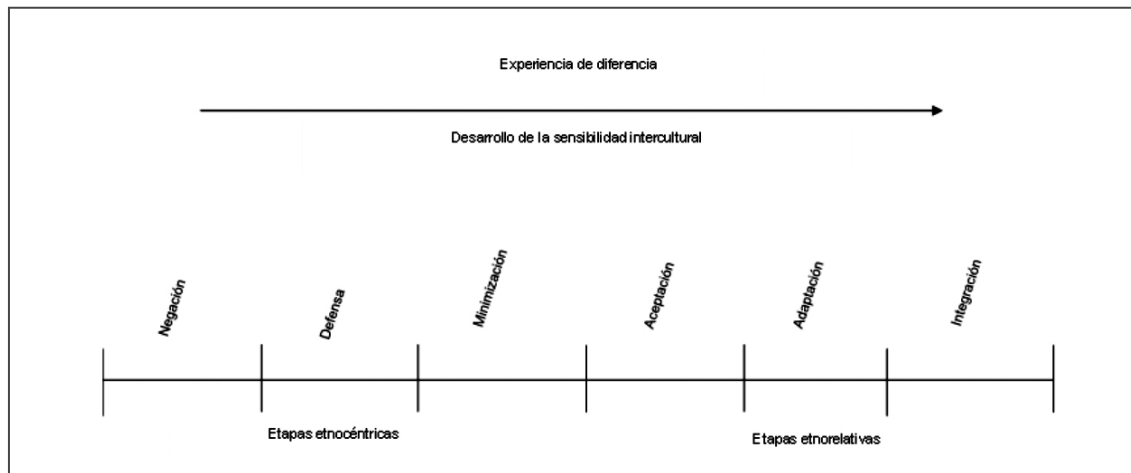 Experiencia de diferencia
Desarrollo de la sensibilidad intercultural
Negación
Defensa
Minimización
Aceptación
Adaptación
Integración
Etapas etnocéntricas
Etapas etnorelativas